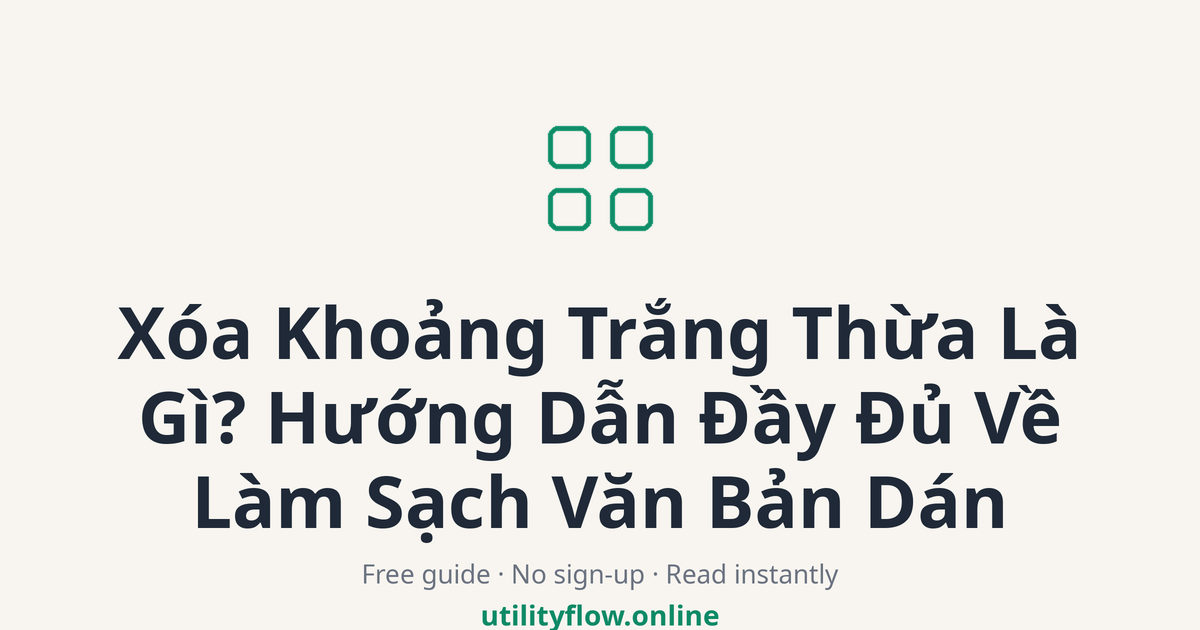 Xóa Khoảng Trắng Thừa Là
Gì? Hướng Dẫn Đầy Đủ Về
Làm Sạch Văn Bản Dán
Free guide · No sign-up · Read instantly
utilityflow.online